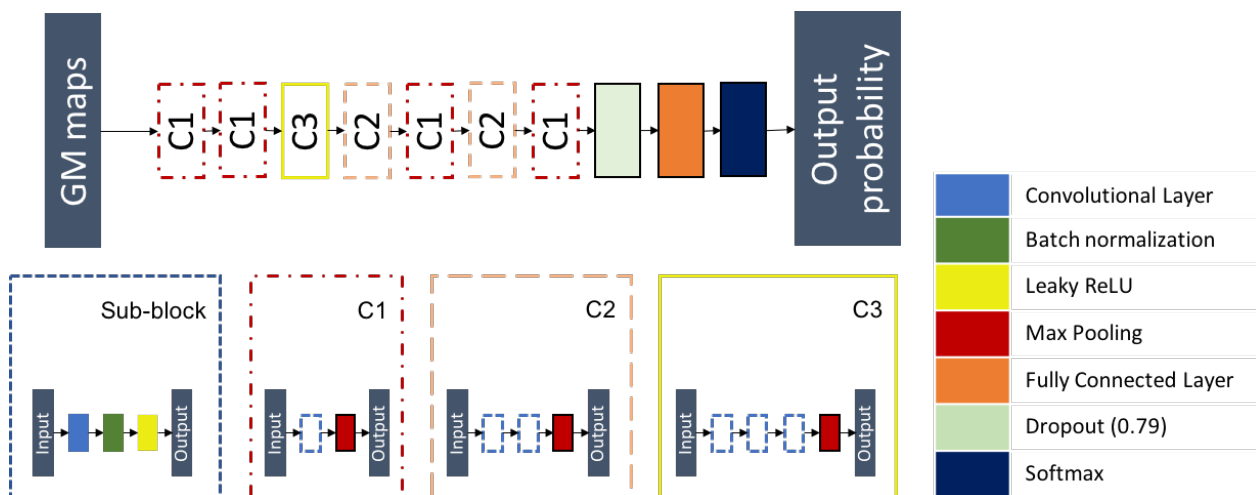 GM maps
C1
C1
C3
C2
C1
C2
C1
Output
probability
Convolutional Layer
Batch normalization
Leaky ReLU
Max Pooling
Fully Connected Layer
Dropout (0.79)
Softmax
Sub-block
Input
Output
C1
Input
Output
C2
Input
Output
C3
Input
Output